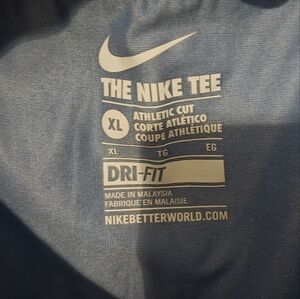 THE NIKE TEE
XL
ATHLETIC CUT
CORTE ATLÉTICO
COUPE ATHLÉTIQUE
XL TG EG
DRI-FIT
MADE IN MALAYSIA
FABRIQUE EN MALAISIE
NIKEBETTERWORLD.COM